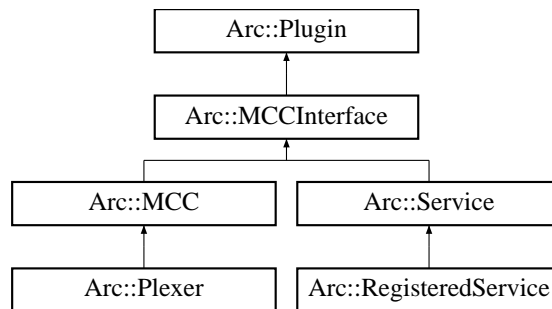 Arc::Plugin
Arc::MCCInterface
Arc::MCC
Arc::Service
Arc::Plexer
Arc::RegisteredService